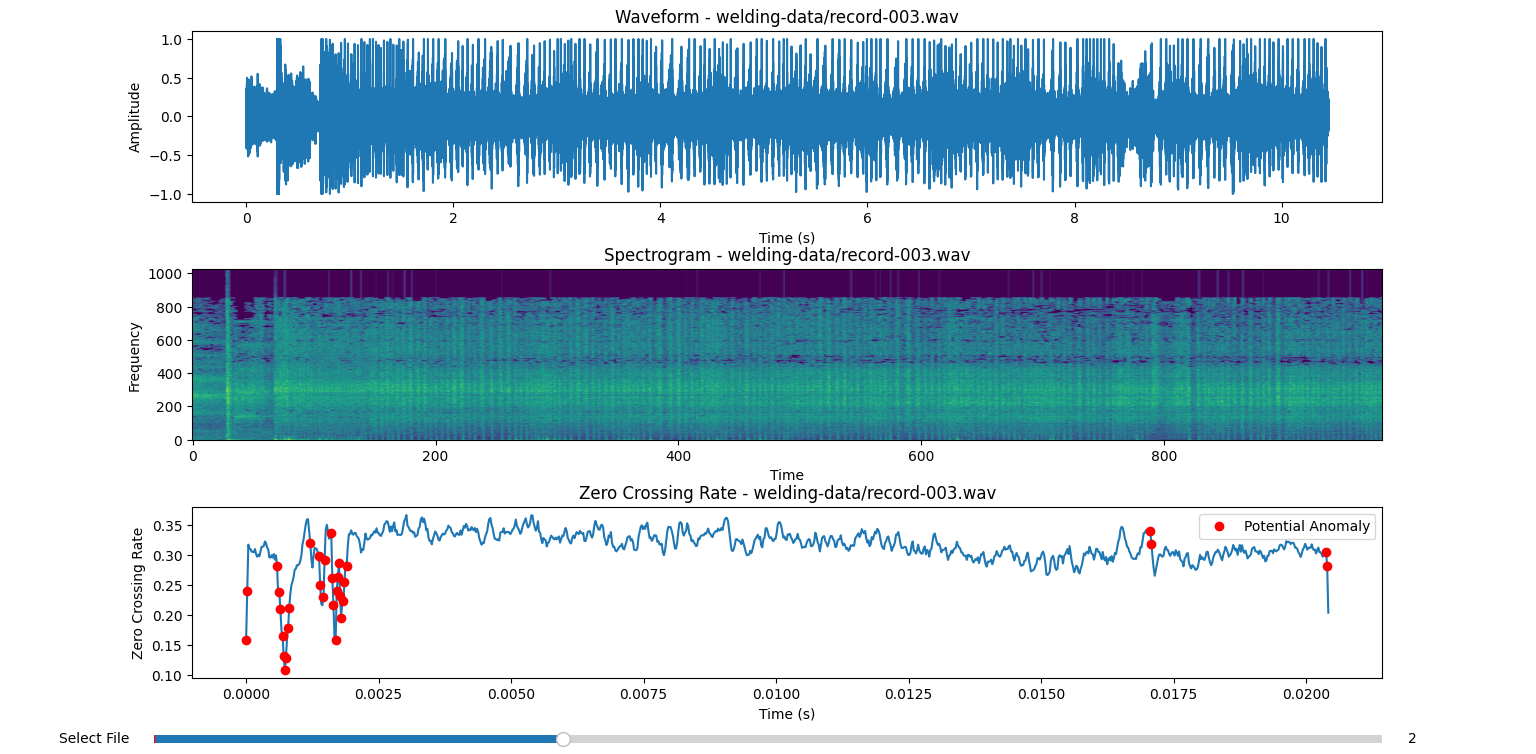 Waveform - welding-data/record-003.wav
1.0
0.5
0.0
−0.5
−1.0
Amplitude
0 2 4 6 8 10
Time (s)
Spectrogram - welding-data/record-003.wav
1000
800
600
400
200
0
Frequency
0 200 400 600 800
Time
Zero Crossing Rate - welding-data/record-003.wav
0.35
0.30
0.25
0.20
0.15
0.10
Zero Crossing Rate
Potential Anomaly
0.0000 0.0025 0.0050 0.0075 0.0100 0.0125 0.0150 0.0175 0.0200
Time (s)
Select File 2